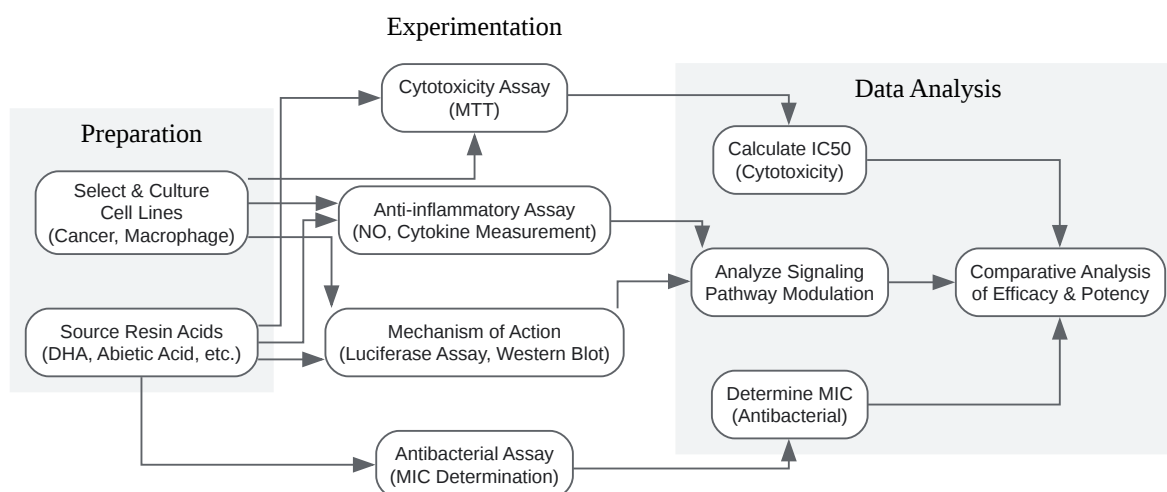 Experimentation
Preparation
Data Analysis
Select & Culture
Cell Lines
(Cancer, Macrophage)
Source Resin Acids
(DHA, Abietic Acid, etc.)
Cytotoxicity Assay
(MTT)
Anti-inflammatory Assay
(NO, Cytokine Measurement)
Mechanism of Action
(Luciferase Assay, Western Blot)
Antibacterial Assay
(MIC Determination)
Calculate IC50
(Cytotoxicity)
Analyze Signaling
Pathway Modulation
Determine MIC
(Antibacterial)
Comparative Analysis
of Efficacy & Potency